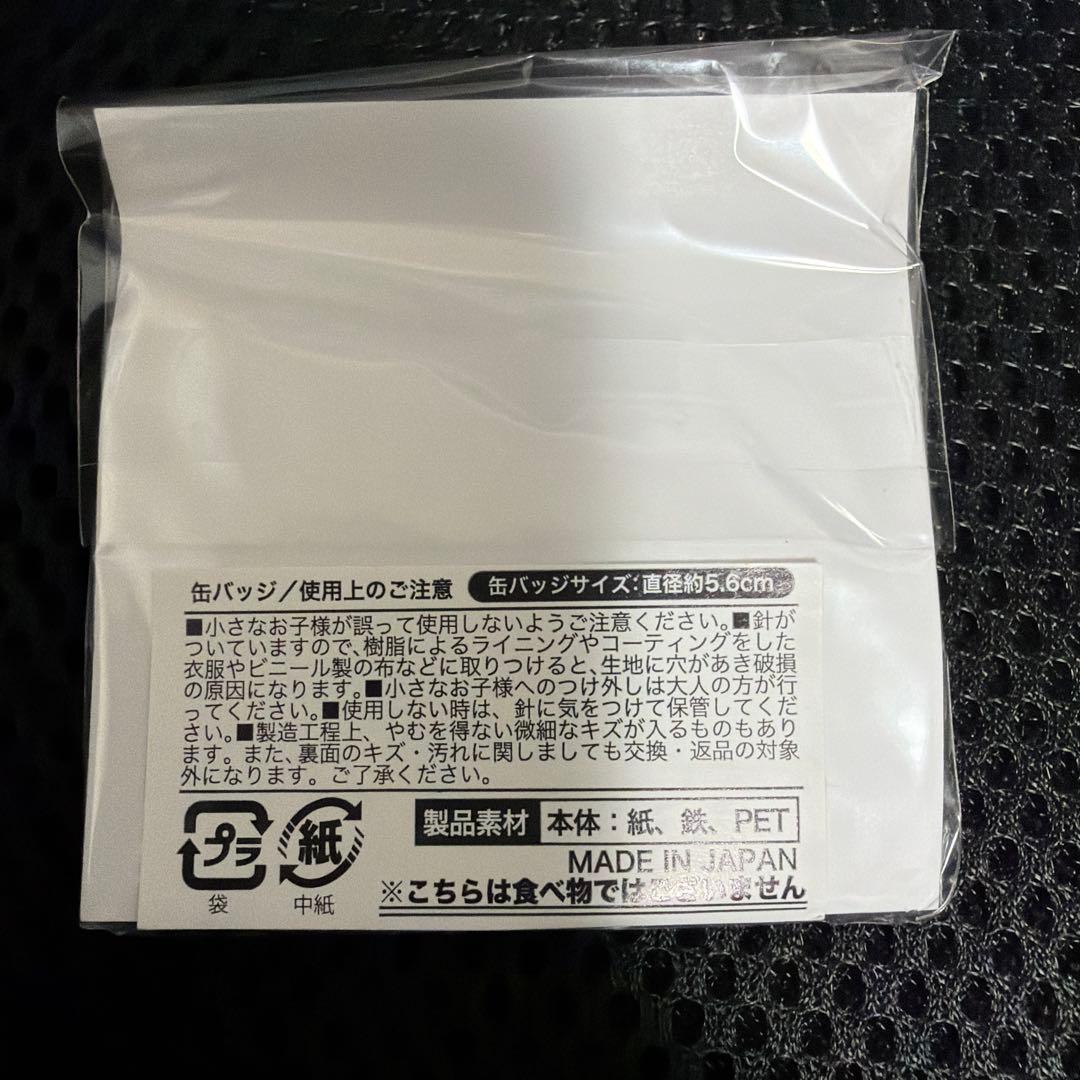 缶バッジ/使用上のご注意 缶バッジサイズ:直径約5.6cm
■小さなお子様が誤って使用しないようご注意ください。■針が
ついていますので、樹脂によるライニングやコーティングをした
衣服やビニール製の布などに取りつけると、生地に穴があき破損
の原因になります。■小さなお子様へのつけ外しは大人の方が行
ってください。■使用しない時は、針に気をつけて保管してくだ
さい。■製造工程上、やむを得ない微細なキズが入るものもあり
ます。また、裏面のキズ・汚れに関しましても交換・返品の対象
外になります。ご了承ください。
製品素材 本体:紙、鉄、PET
プラ 紙
MADE IN JAPAN
袋 中紙
※こちらは食べ物ではございません